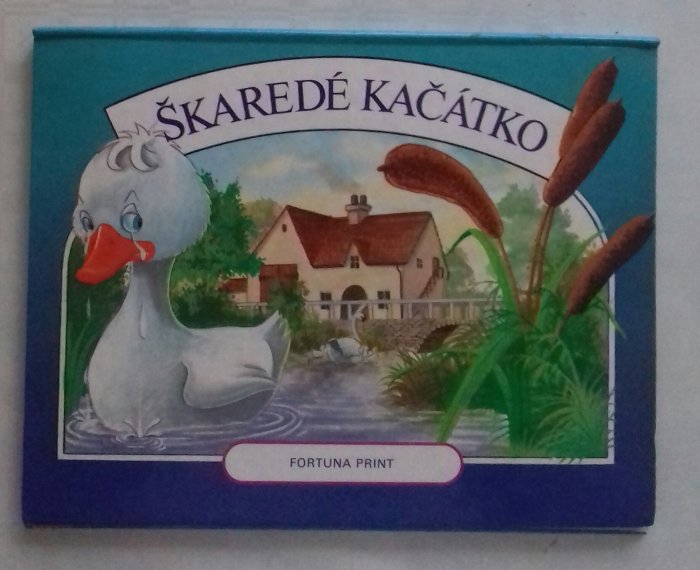 ŠKAREDÉ KAČÁTKO
FORTUNA PRINT